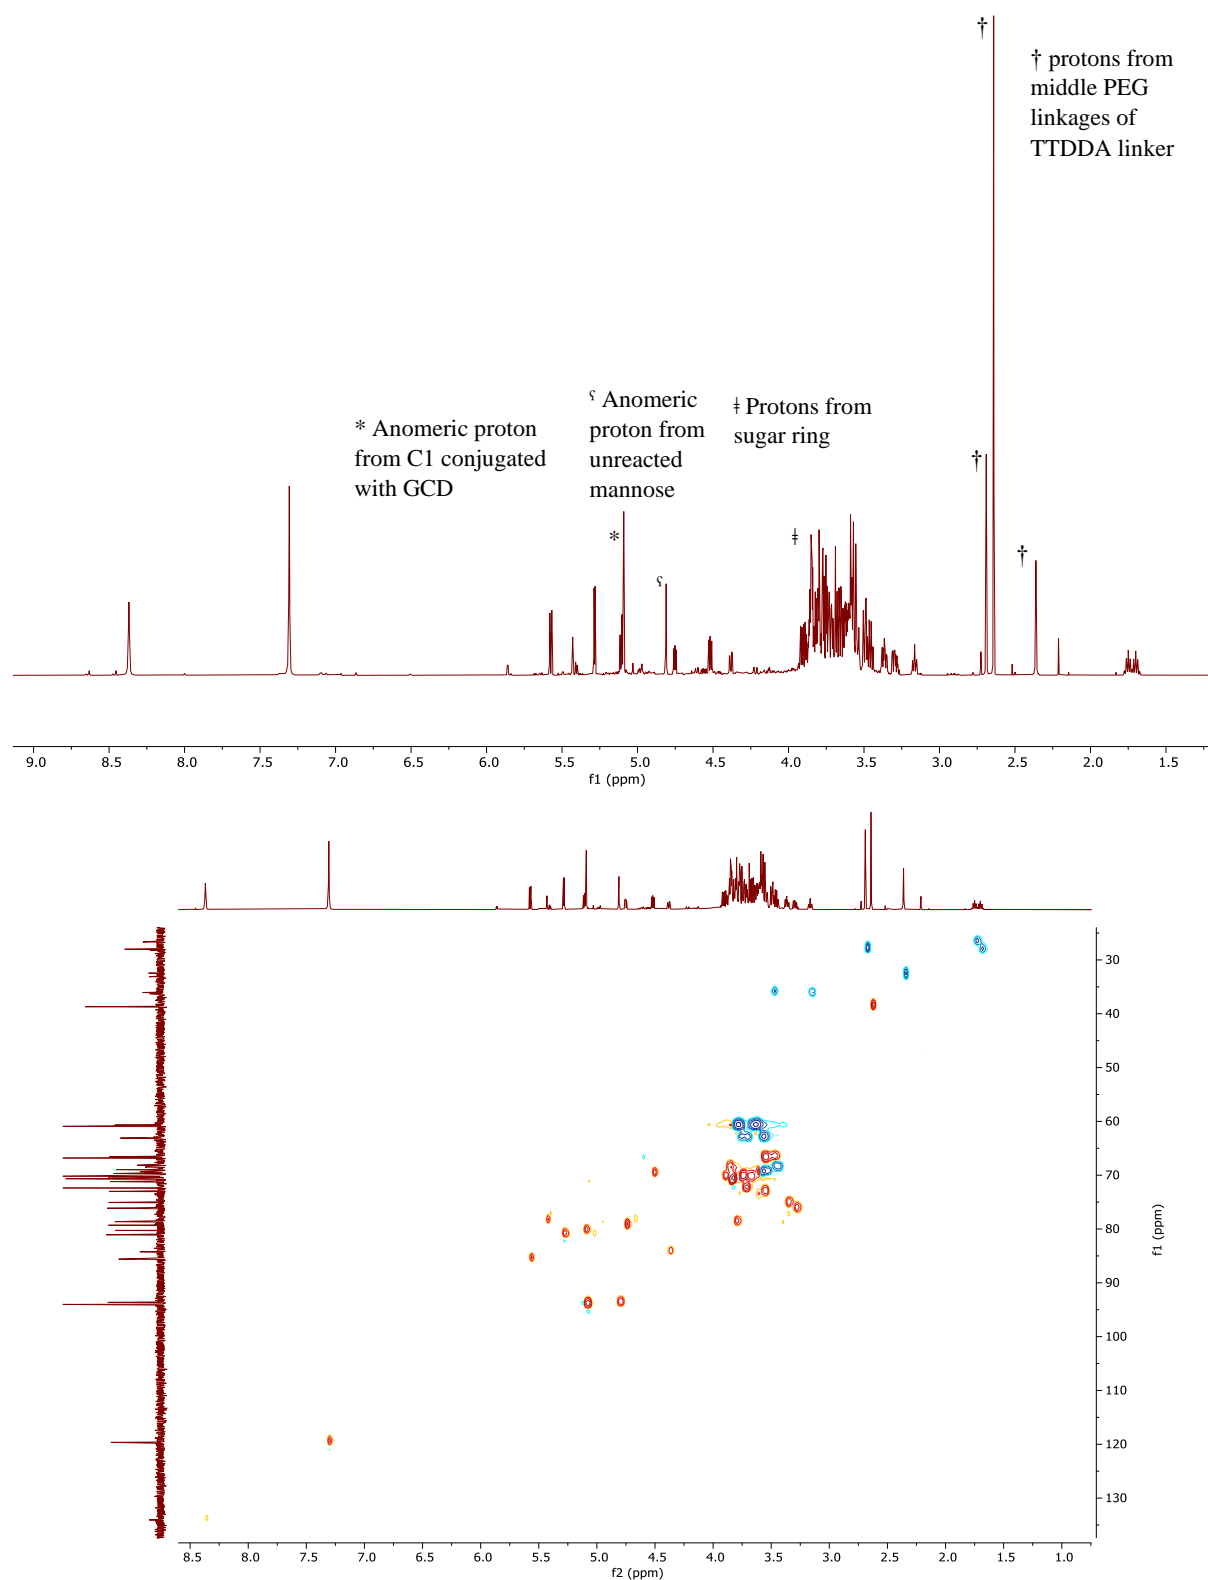 †
† protons from
middle PEG
linkages of
TTDDA linker
* Anomeric proton
from C1 conjugated
with GCD
ʕ Anomeric
proton from
unreacted
mannose
ǂ Protons from
sugar ring
†
*
ʕ
ǂ
†
9.0 8.5 8.0 7.5 7.0 6.5 6.0 5.5 5.0 4.5 4.0 3.5 3.0 2.5 2.0 1.5
f1 (ppm)
30
40
50
60
70
80
90
100
110
120
130
f1 (ppm)
8.5 8.0 7.5 7.0 6.5 6.0 5.5 5.0 4.5 4.0 3.5 3.0 2.5 2.0 1.5 1.0
f2 (ppm)